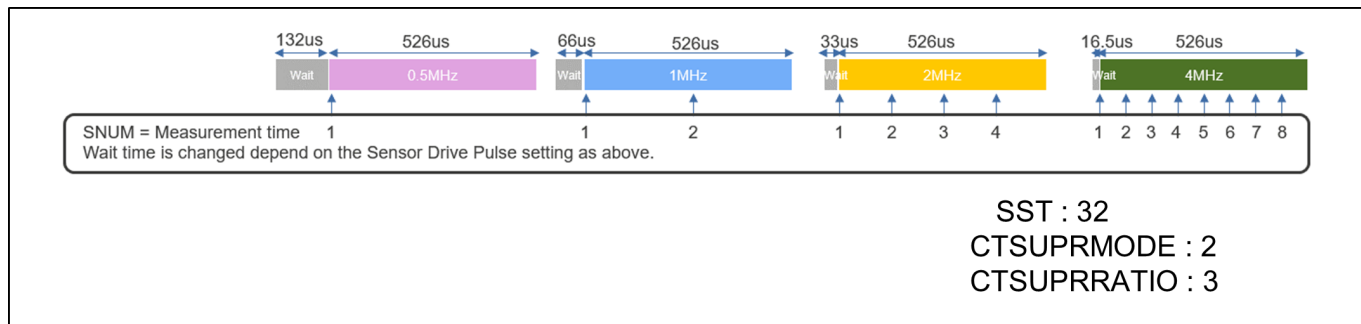 132us 526us 66us 526us 33us 526us 16.5us 526us
Wait 0.5MHz Wait 1MHz Wait 2MHz Wait 4MHz
SNUM = Measurement time 1 1 2 1 2 3 4 1 2 3 4 5 6 7 8
Wait time is changed depend on the Sensor Drive Pulse setting as above.
SST : 32
CTSUPRMODE : 2
CTSUPRRATIO : 3